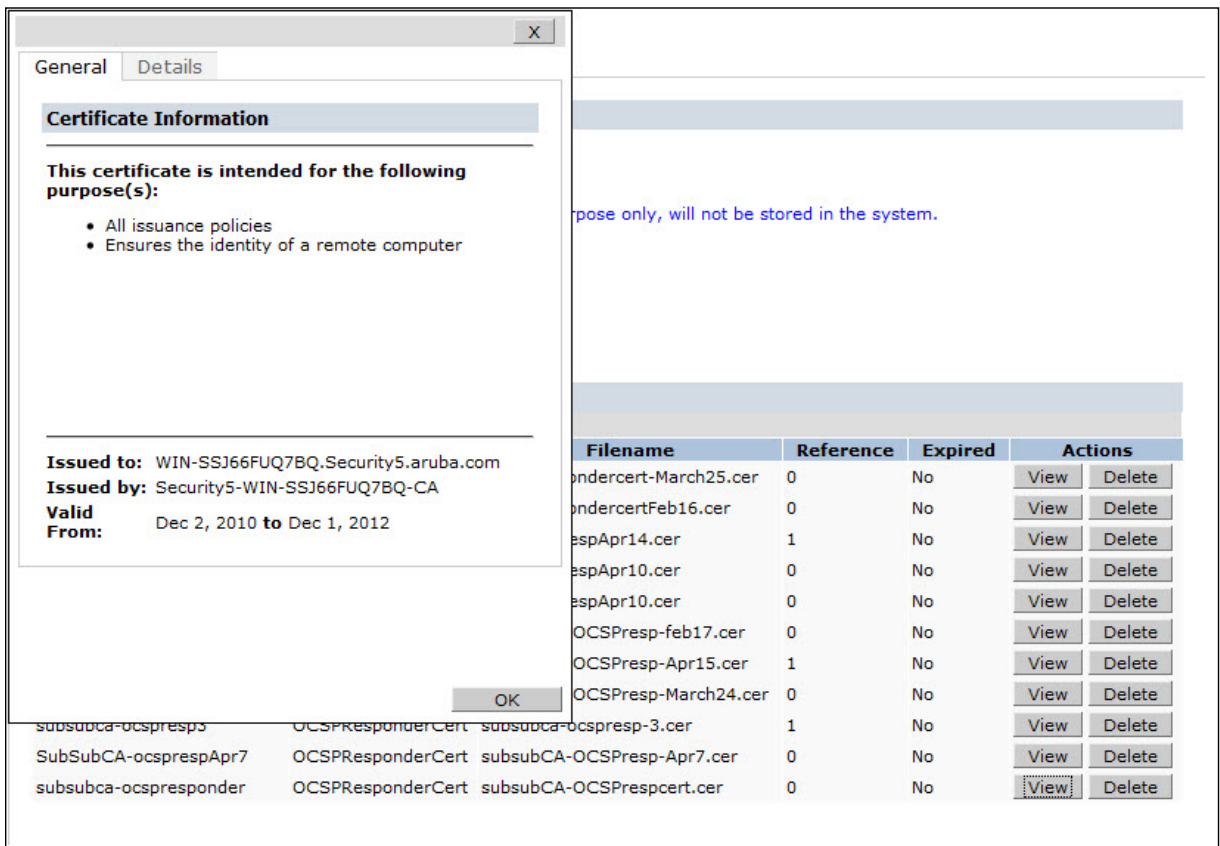 X
General Details
Certificate Information
This certificate is intended for the following
purpose(s):
• All issuance policies
• Ensures the identity of a remote computer
Issued to: WIN-SSJ66FUQ7BQ.Security5.aruba.com
Issued by: Security5-WIN-SSJ66FUQ7BQ-CA
Valid
From: Dec 2, 2010 to Dec 1, 2012
OK
rpose only, will not be stored in the system.
Filename Reference Expired Actions
ondercert-March25.cer 0 No View Delete
ondercertFeb16.cer 0 No View Delete
espApr14.cer 1 No View Delete
espApr10.cer 0 No View Delete
espApr10.cer 0 No View Delete
OCSPresp-feb17.cer 0 No View Delete
OCSPresp-Apr15.cer 1 No View Delete
OCSPresp-March24.cer 0 No View Delete
subsubca-ocspresp3 OCSPResponderCert subsubca-ocspresp-3.cer 1 No View Delete
SubSubCA-ocsprespApr7 OCSPResponderCert subsubCA-OCSPresp-Apr7.cer 0 No View Delete
subsubca-ocspresponder OCSPResponderCert subsubCA-OCSPrespcert.cer 0 No View Delete